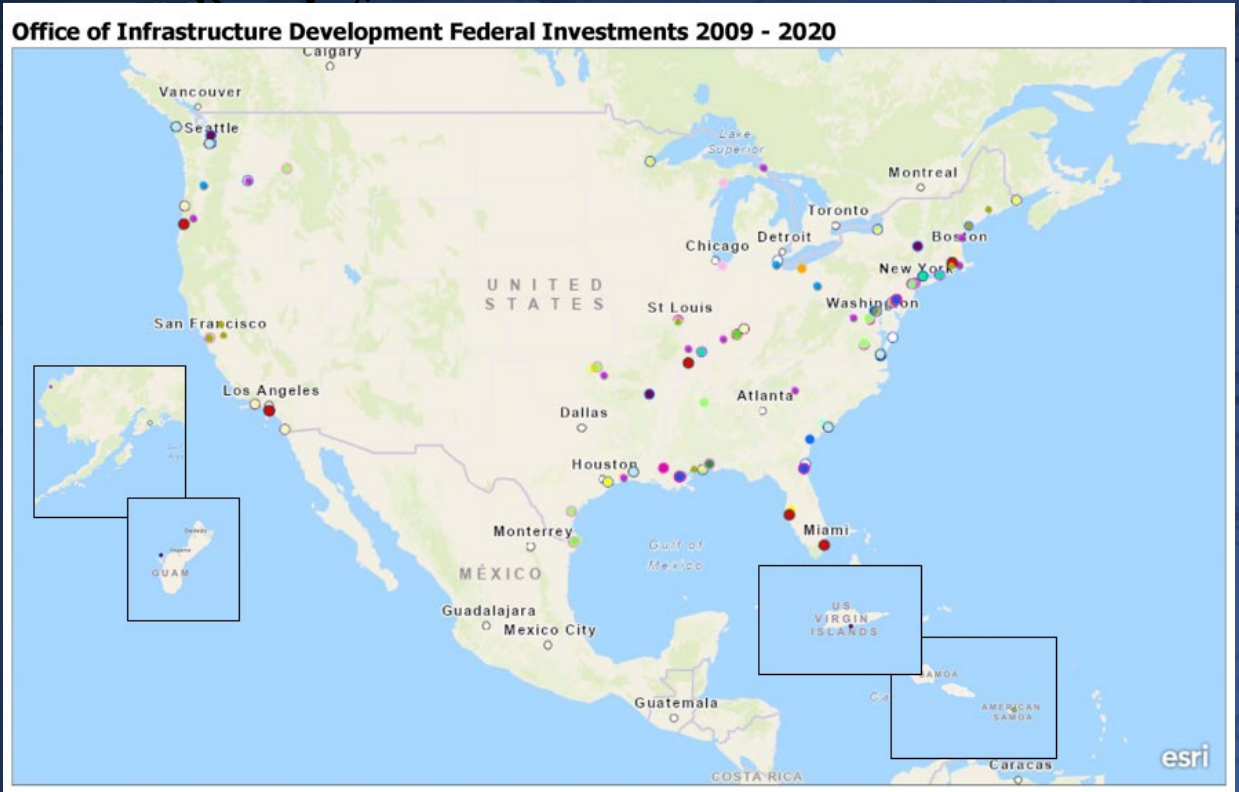 Office of Infrastructure Development Federal Investments 2009 - 2020
Calgary
Vancouver
Seattle
Lake
Superior
Montreal
Toronto
Chicago
Detroit
Boston
New York
UNITED
STATES
St Louis
Washington
San Francisco
Los Angeles
Atlanta
Dallas
Houston
Monterrey
Miami
Gulf of
Mexico
MÉXICO
GUAM
US
VIRGIN
ISLANDS
Guadalajara
Mexico City
SAMOA
AMERICAN
SAMOA
Guatemala
esri
Caracas
COSTA RICA